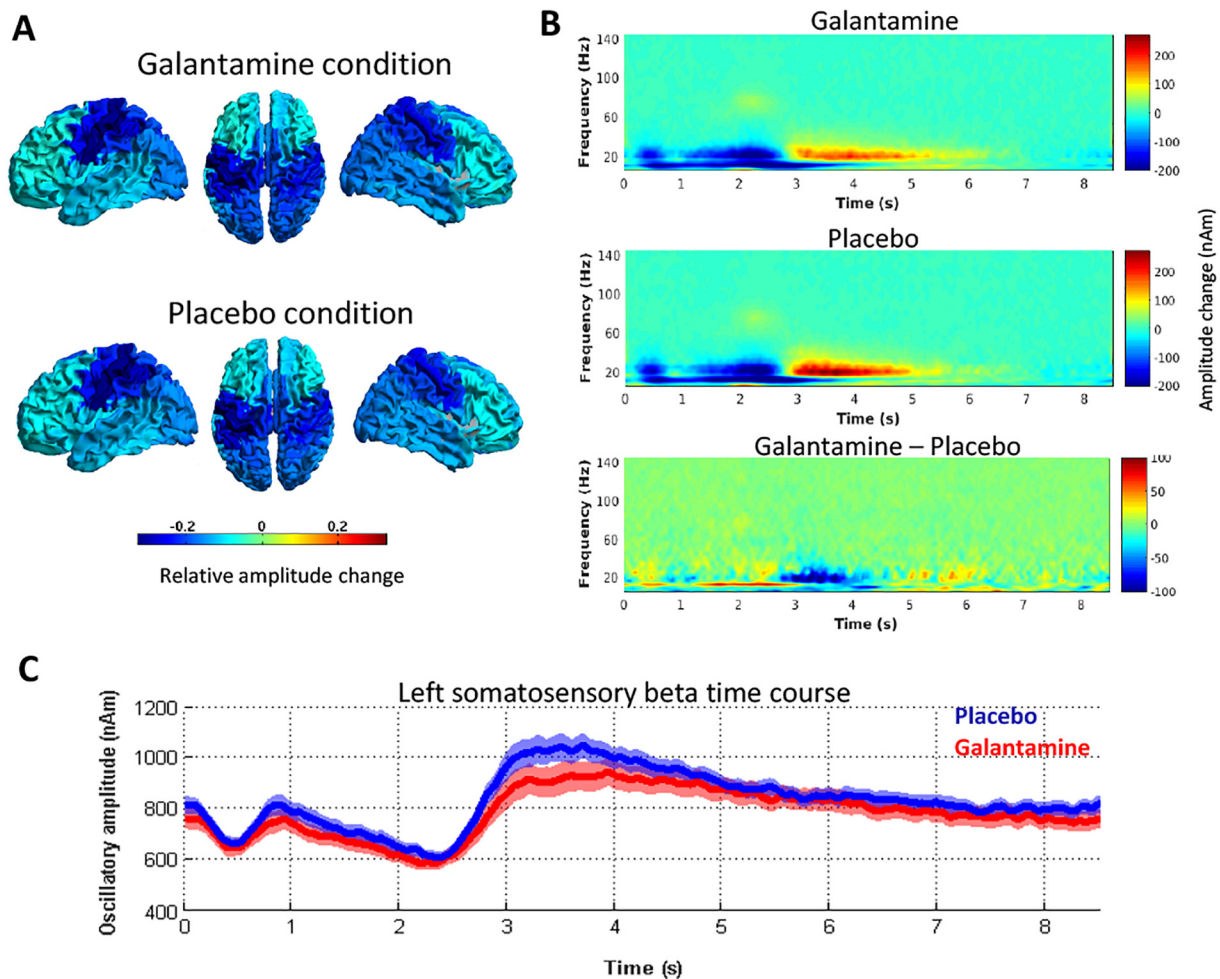 A
Galantamine condition
Placebo condition
-0.2 0 0.2
Relative amplitude change
B
Galantamine
Frequency (Hz)
140
100
60
20
0 1 2 3 4 5 6 7 8
Time (s)
200
100
0
-100
-200
Placebo
Frequency (Hz)
140
100
60
20
0 1 2 3 4 5 6 7 8
Time (s)
200
100
0
-100
-200
Amplitude change (nAm)
Galantamine – Placebo
Frequency (Hz)
140
100
60
20
0 1 2 3 4 5 6 7 8
Time (s)
100
50
0
-50
-100
C
Left somatosensory beta time course
Placebo
Galantamine
Oscillatory amplitude (nAm)
1200
1000
800
600
400
0 1 2 3 4 5 6 7 8
Time (s)